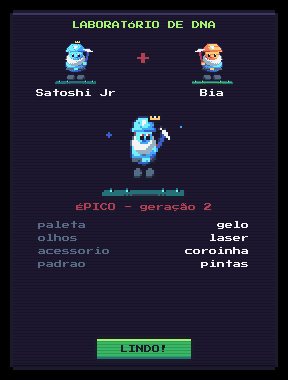 LABORATóRIO DE DNA
Satoshi Jr
Bia
éPICO - geração 2
paleta gelo
olhos laser
acessorio coroinha
padrao pintas
LINDO!